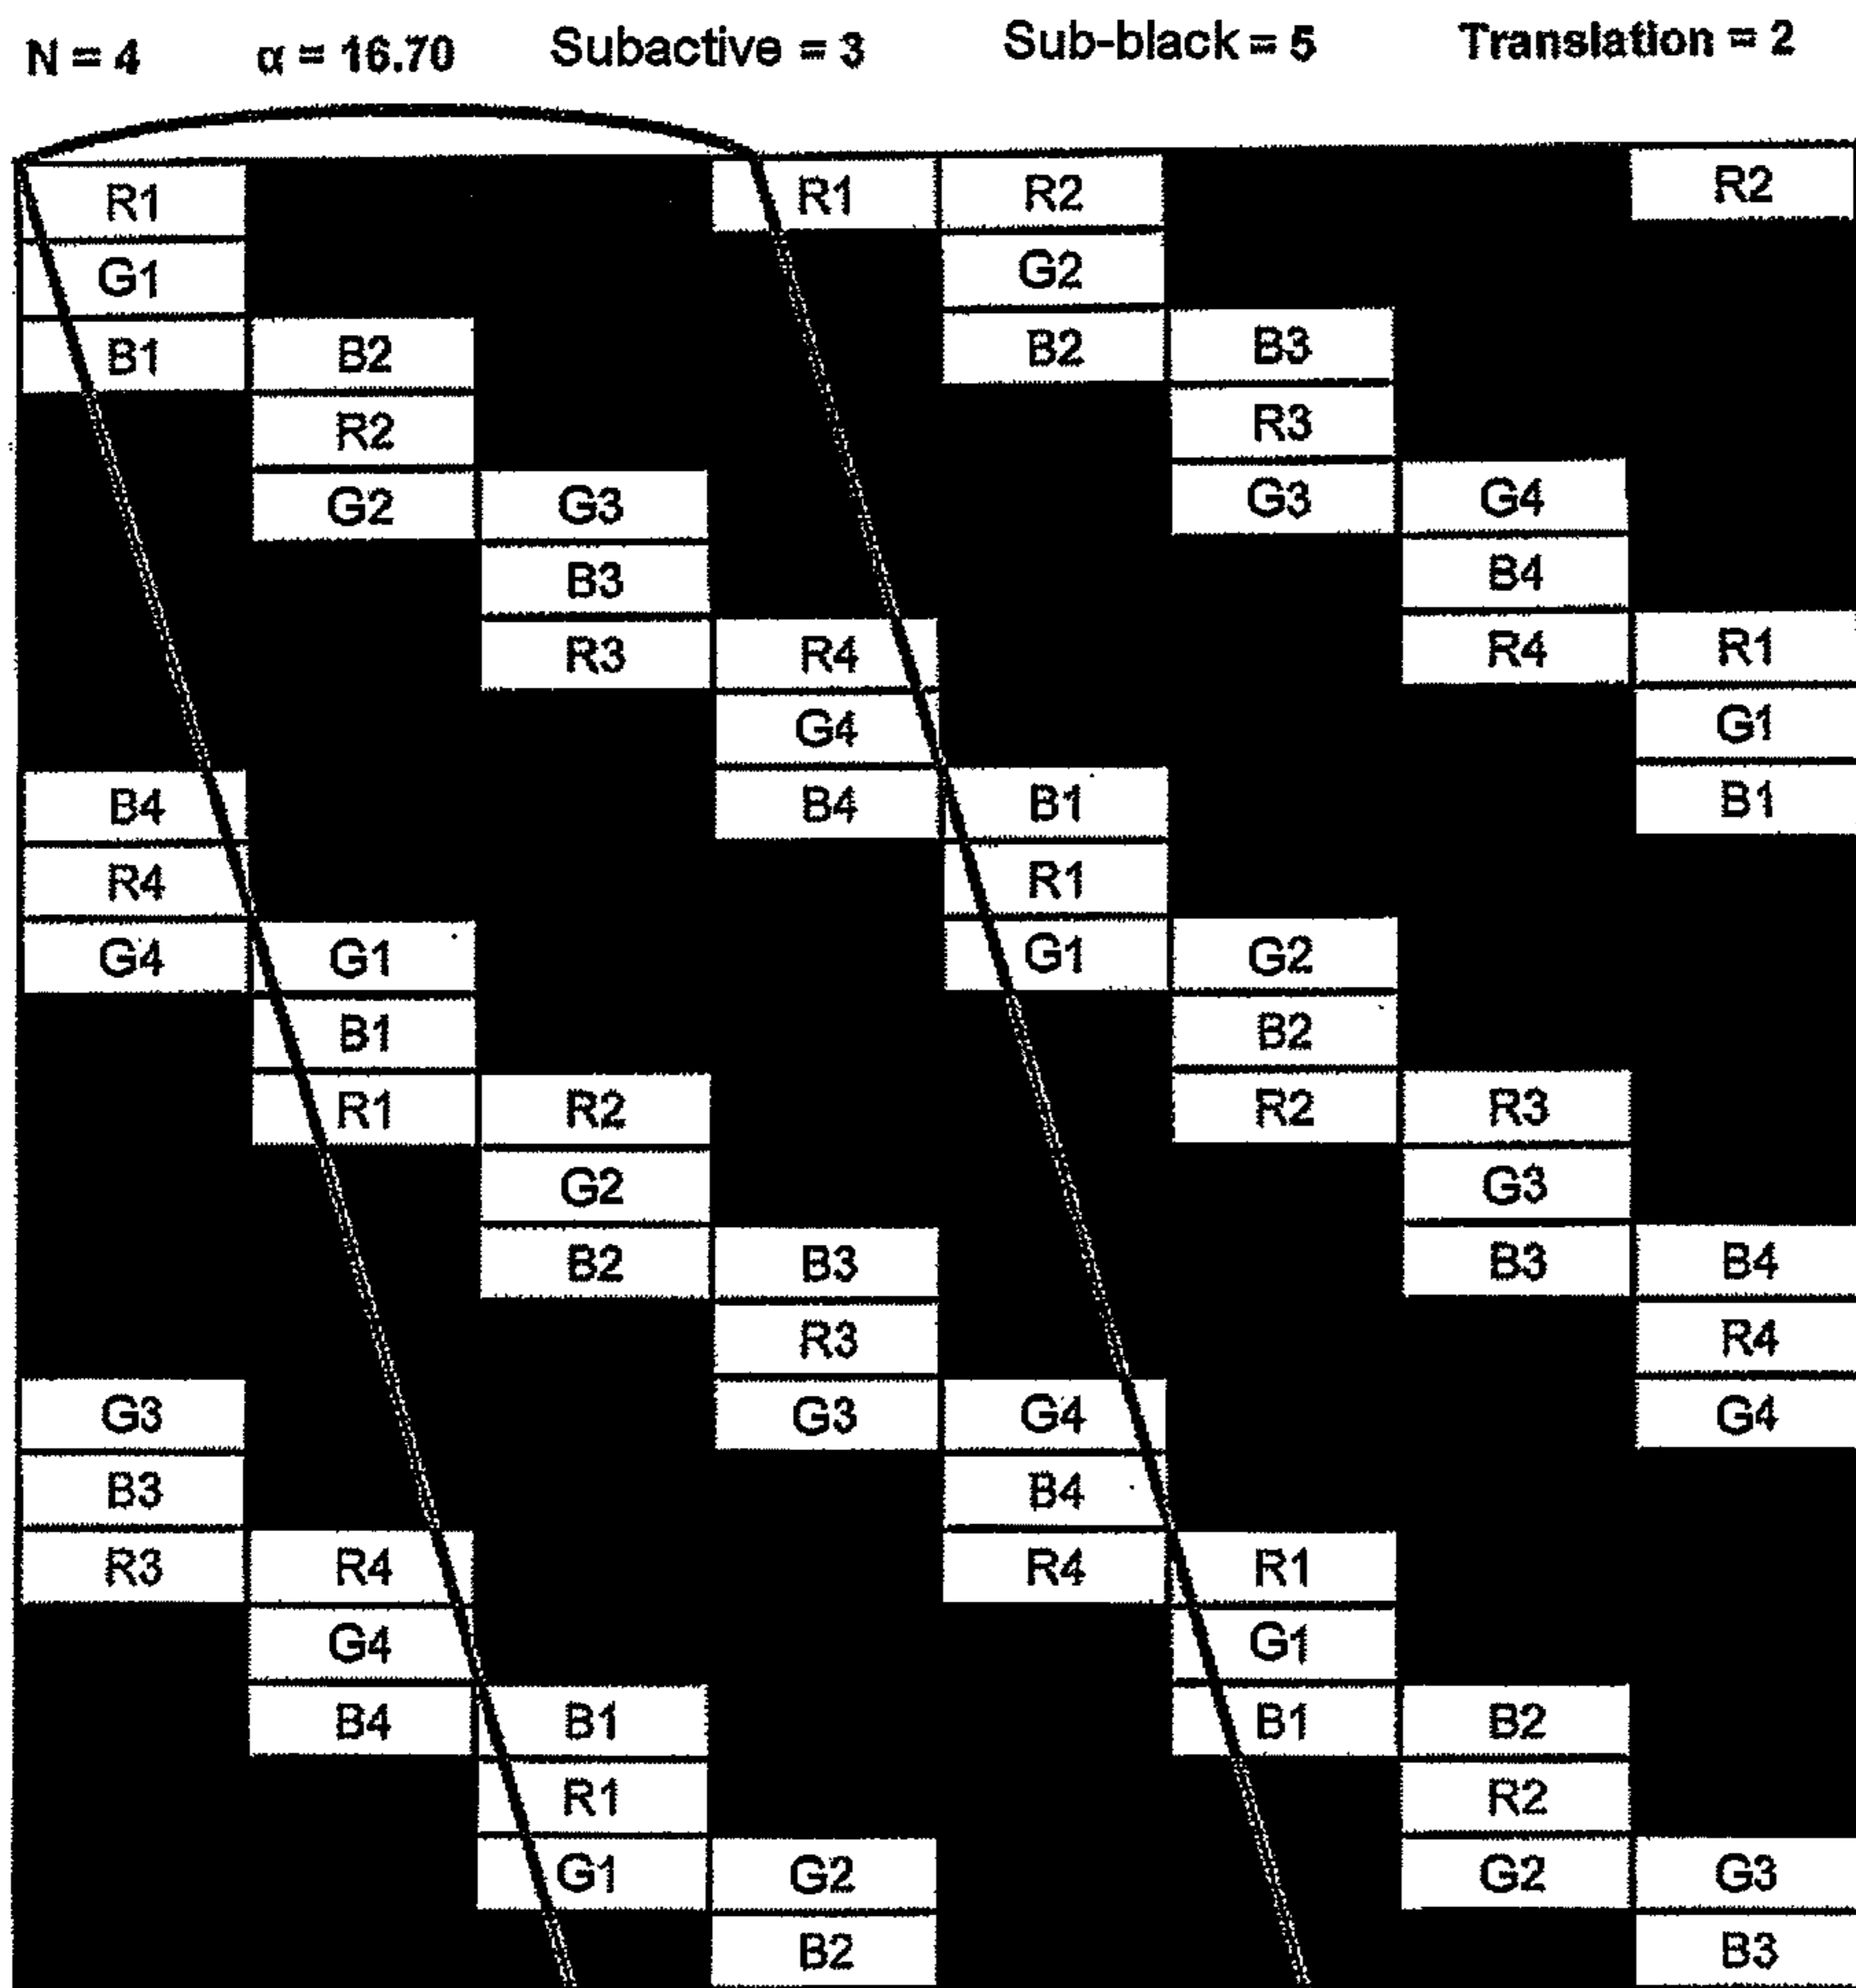 N = 4 α = 16.70 Subactive = 3 Sub-black = 5 Translation = 2
R1 R1 R2 R2
G1 G2
B1 B2 B2 B3
R2 R3
G2 G3 G3 G4
B3 B4
R3 R4 R4 R1
G4 G1
B4 B4 B1 B1
R4 R1
G4 G1 G1 G2
B1 B2
R1 R2 R2 R3
G2 G3
B2 B3 B3 B4
R3 R4
G3 G3 G4 G4
B3 B4
R3 R4 R4 R1
G4 G1
B4 B1 B1 B2
R1 R2
G1 G2 G2 G3
B2 B3